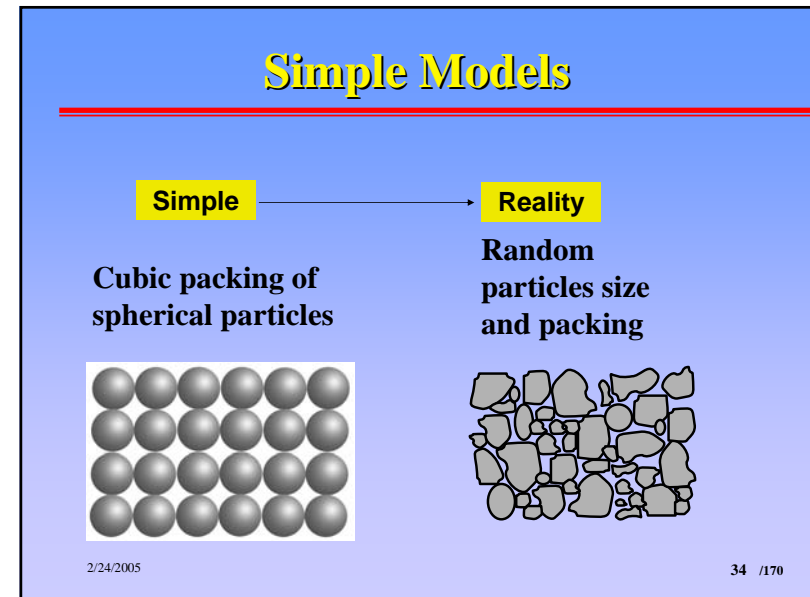 Simple Models
Simple
Reality
Cubic packing of
spherical particles
Random
particles size
and packing
2/24/2005
34 /170